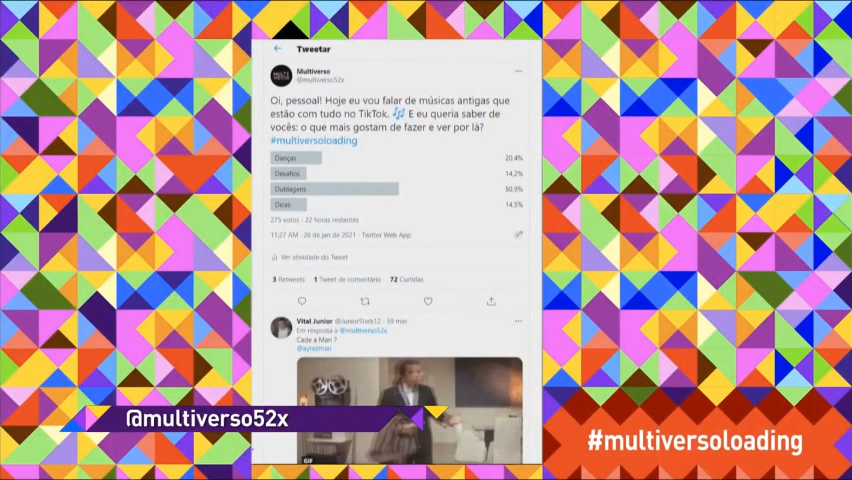 Tweetar
MULTI
VERSO
Multiverso
@multiverso52x
Oi, pessoal! Hoje eu vou falar de músicas antigas que
estão com tudo no TikTok. 🎶 E eu queria saber de
vocês: o que mais gostam de fazer e ver por lá?
#multiversoloading
Danças 20,4%
Desafios 14,2%
Dublagens 50,9%
Dicas 14,5%
275 votos · 22 horas restantes
11:27 AM · 26 de jan de 2021 · Twitter Web App
Ver atividade do Tweet
3 Retweets 1 Tweet de comentário 72 Curtidas
Vital Junior @JuniorStark12 · 59 min
Em resposta a @multiverso52x
Cade a Mari ?
@ayrezmari
GIF
@multiverso52x
#multiversoloading